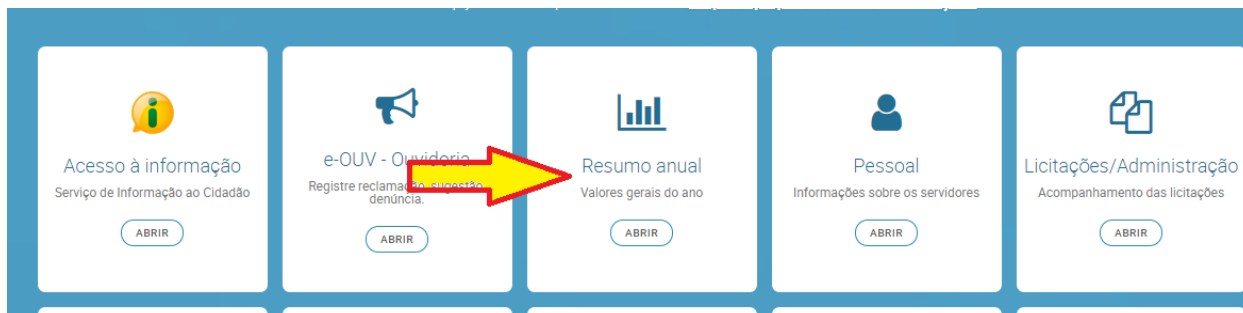 Acesso à informação
Serviço de Informação ao Cidadão
ABRIR
e-OUV - Ouvidoria
Registre reclamação, sugestão,
denúncia.
ABRIR
Resumo anual
Valores gerais do ano
ABRIR
Pessoal
Informações sobre os servidores
ABRIR
Licitações/Administração
Acompanhamento das licitações
ABRIR